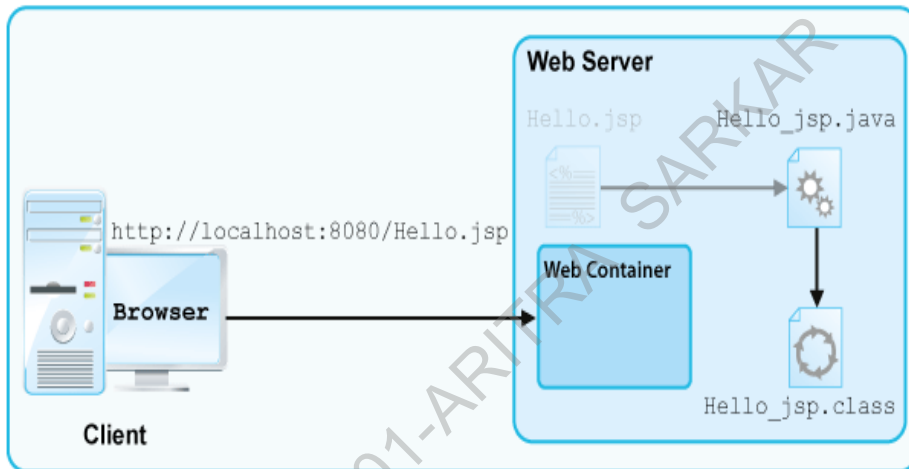 Web Server
Hello.jsp
Hello_jsp.java
<%
%>
http://localhost:8080/Hello.jsp
Web Container
Browser
Hello_jsp.class
Client
01-ARITRA SARKAR